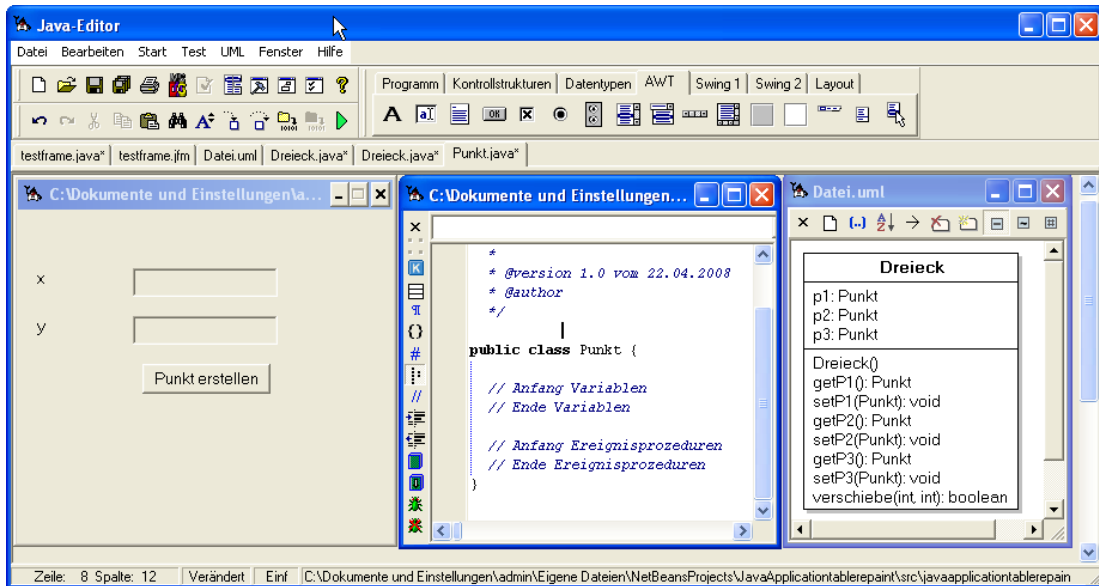 Java-Editor
Datei Bearbeiten Start Test UML Fenster Hilfe
Programm Kontrollstrukturen Datentypen AWT Swing 1 Swing 2 Layout
testframe.java* testframe.jfm Datei.uml Dreieck.java* Dreieck.java* Punkt.java*
C:\Dokumente und Einstellungen\a...
x
y
Punkt erstellen
C:\Dokumente und Einstellungen...
*
* @version 1.0 vom 22.04.2008
* @author
*/
public class Punkt {
// Anfang Variablen
// Ende Variablen
// Anfang Ereignisprozeduren
// Ende Ereignisprozeduren
}
Datei.uml
Dreieck
p1: Punkt
p2: Punkt
p3: Punkt
Dreieck()
getP1(): Punkt
setP1(Punkt): void
getP2(): Punkt
setP2(Punkt): void
getP3(): Punkt
setP3(Punkt): void
verschiebe(int, int): boolean
Zeile: 8 Spalte: 12 Verändert Einf C:\Dokumente und Einstellungen\admin\Eigene Dateien\NetBeansProjects\JavaApplicationtablerepaint\src\javaapplicationtablerepain